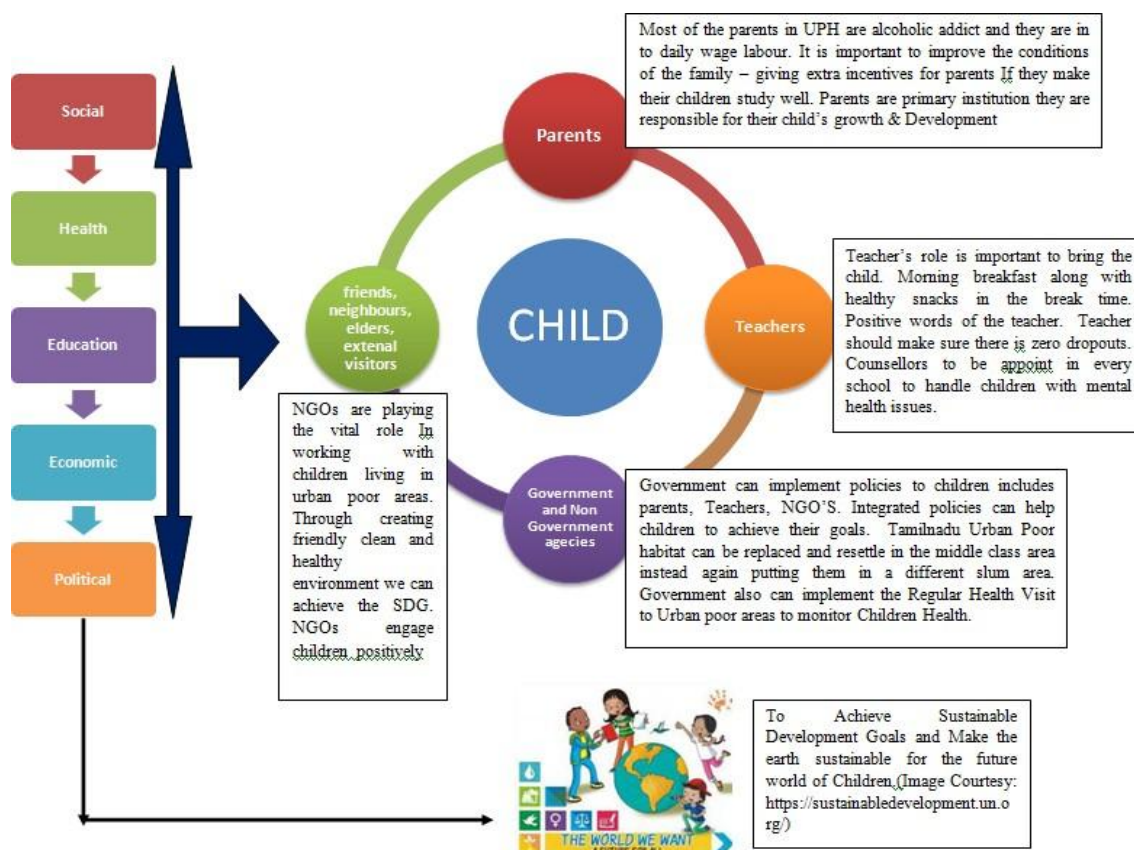 Social
Health
Education
Economic
Political
Most of the parents in UPH are alcoholic addict and they are in
to daily wage labour. It is important to improve the conditions
of the family – giving extra incentives for parents If they make
their children study well. Parents are primary institution they are
responsible for their child's growth & Development
Parents
Teacher's role is important to bring the
child. Morning breakfast along with
healthy snacks in the break time.
Positive words of the teacher. Teacher
should make sure there is zero dropouts.
Counsellors to be appoint in every
school to handle children with mental
health issues.
Teachers
CHILD
friends,
neighbours,
elders,
extenal
visitors
NGOs are playing
the vital role In
working with
children living in
urban poor areas.
Through creating
friendly clean and
healthy
environment we can
achieve the SDG.
NGOs engage
children positively
Government
and Non
Government
agecies
Government can implement policies to children includes
parents, Teachers, NGO'S. Integrated policies can help
children to achieve their goals. Tamilnadu Urban Poor
habitat can be replaced and resettle in the middle class area
instead again putting them in a different slum area.
Government also can implement the Regular Health Visit
to Urban poor areas to monitor Children Health.
THE WORLD WE WANT
A FUTURE FOR ALL
To Achieve Sustainable
Development Goals and Make the
earth sustainable for the future
world of Children.(Image Courtesy:
https://sustainabledevelopment.un.o
rg/)